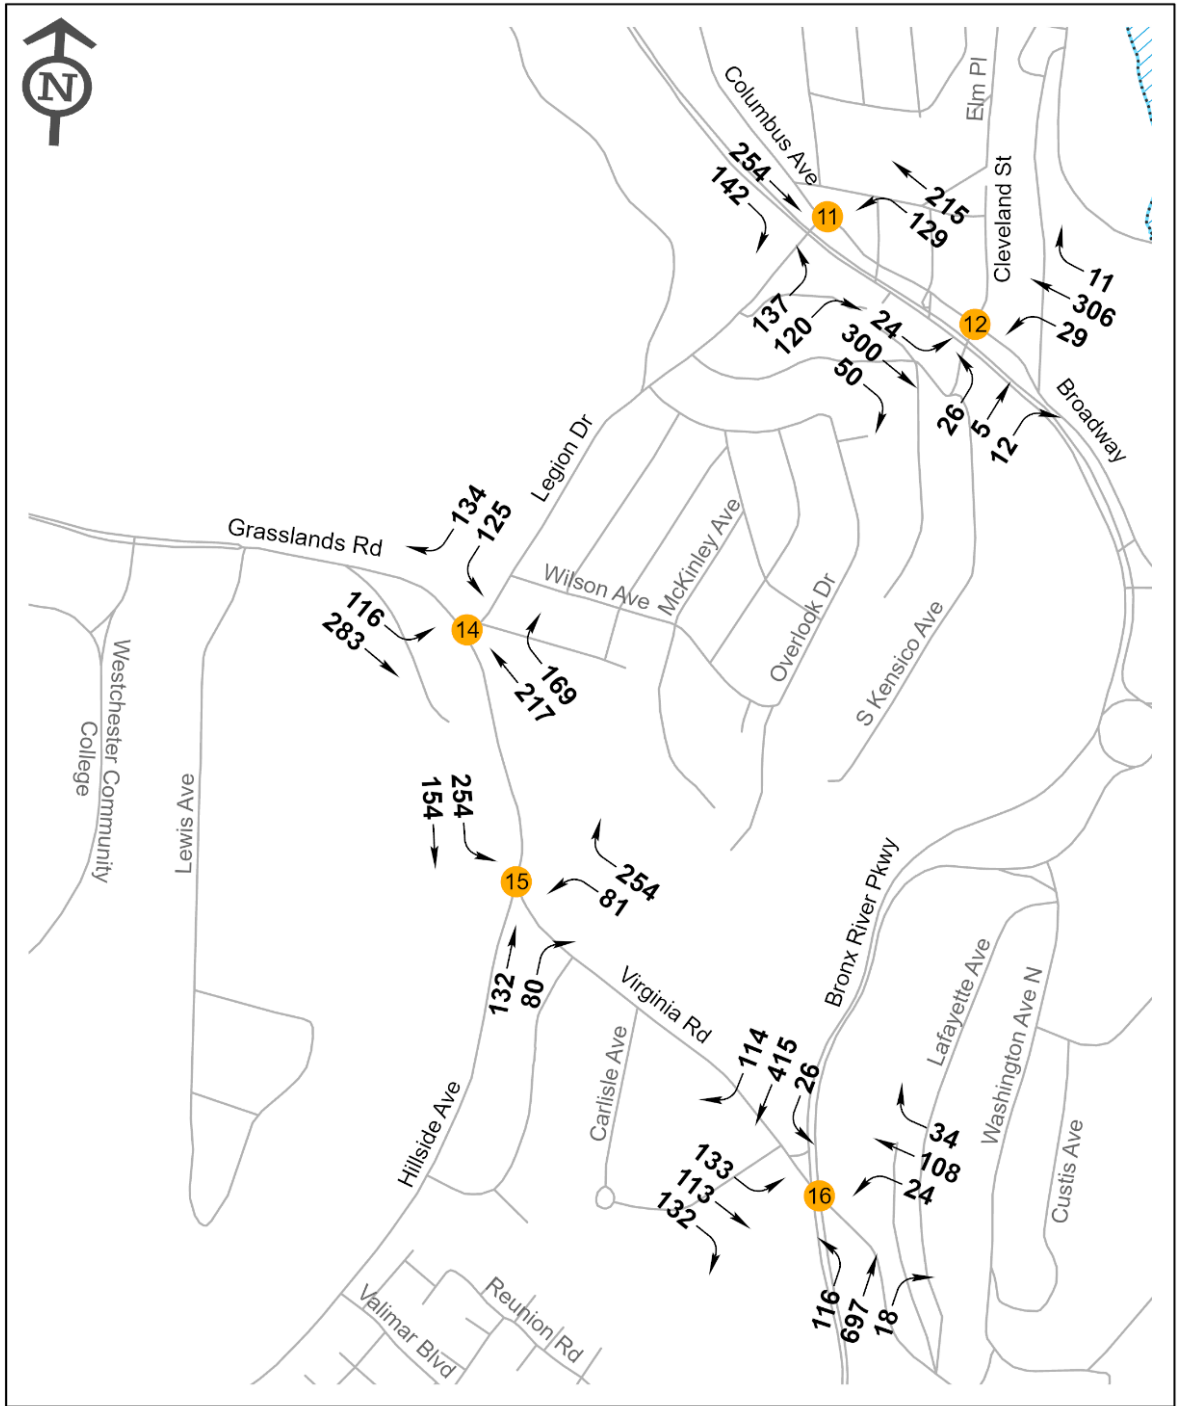 N
Columbus Ave
Elm Pl
Cleveland St
254
142
11
215
129
11
306
29
137
120
24
300
50
12
26
5
12
Broadway
Legion Dr
134
125
Grasslands Rd
Wilson Ave
McKinley Ave
Overlook Dr
S Kensico Ave
116
283
14
169
217
Westchester Community
College
Lewis Ave
254
154
15
254
81
132
80
Virginia Rd
Bronx River Pkwy
Lafayette Ave
Washington Ave N
Custis Ave
Carlisle Ave
Hillside Ave
114
415
26
133
113
132
16
34
108
24
116
697
18
Reunion Rd
Valimar Blvd